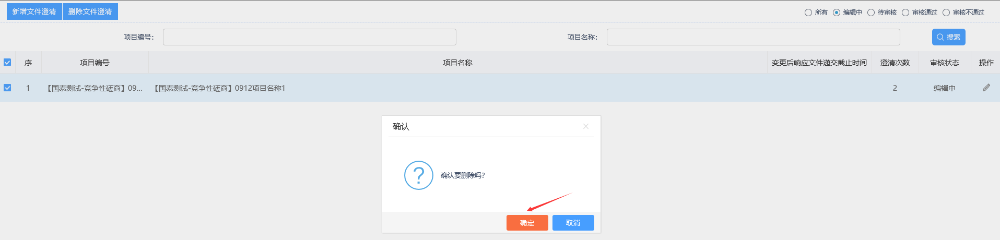 新增文件澄清 删除文件澄清 所有 编辑中 待审核 审核通过 审核不通过
项目编号： 项目名称： 搜索
序 项目编号 项目名称 变更后响应文件递交截止时间 澄清次数 审核状态 操作
1 【国泰测试-竞争性磋商】09... 【国泰测试-竞争性磋商】0912项目名称1 2 编辑中
确认
确认要删除吗?
确定 取消